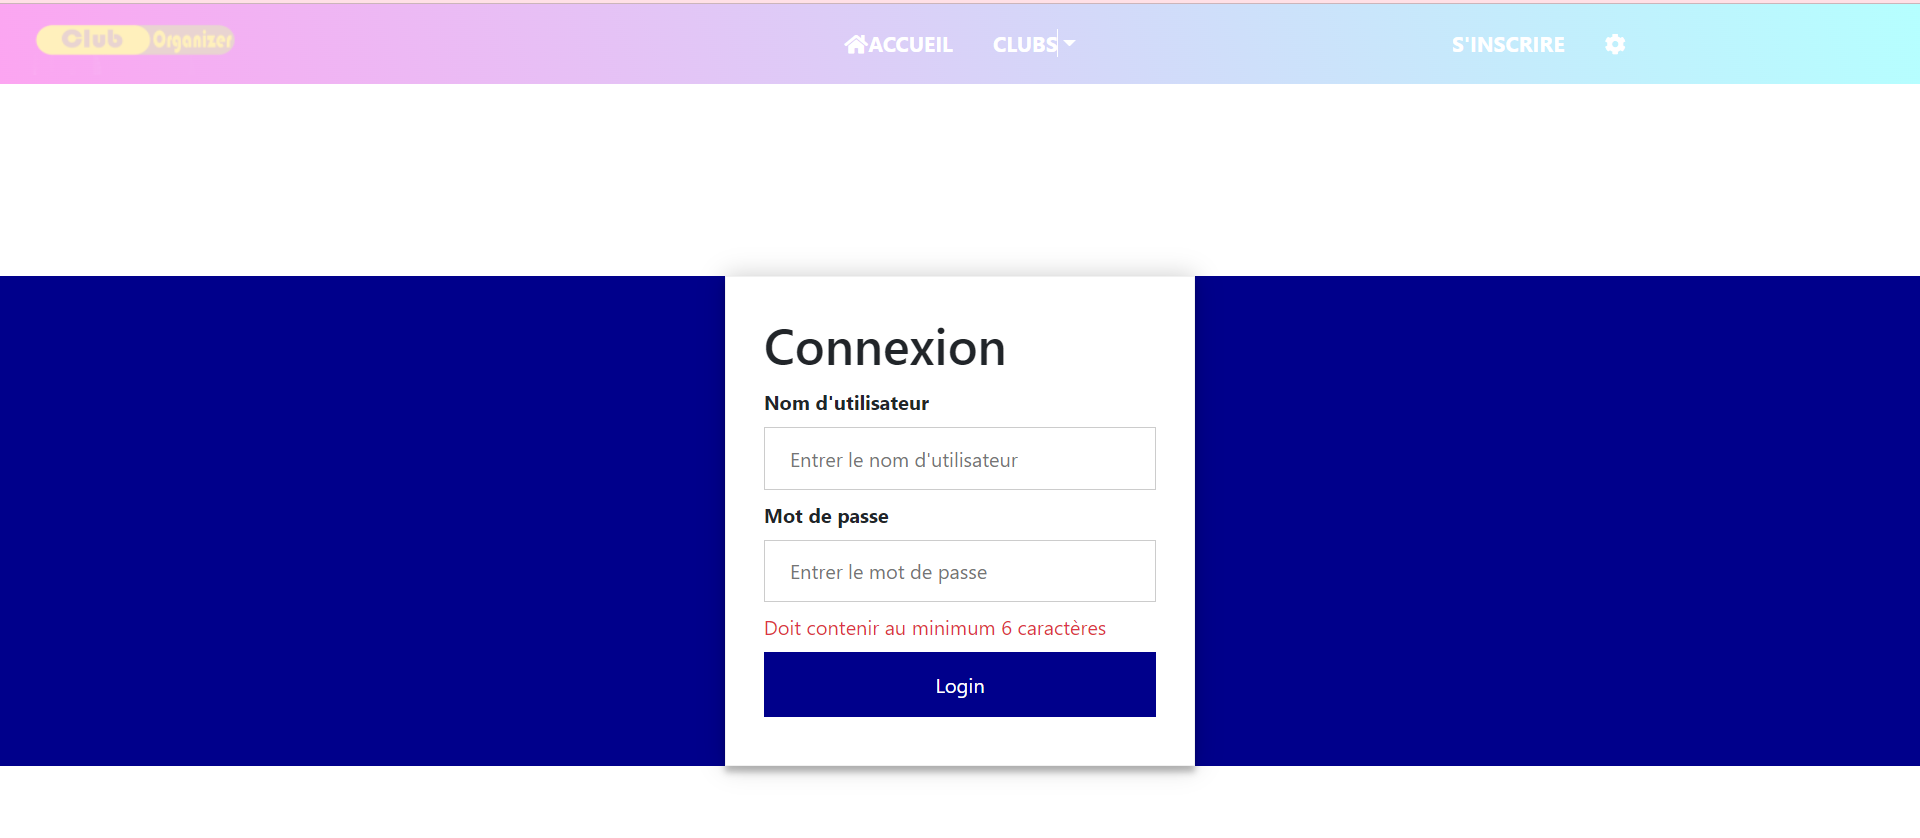 Club Organizer
ACCUEIL
CLUBS
S'INSCRIRE
Connexion
Nom d'utilisateur
Entrer le nom d'utilisateur
Mot de passe
Entrer le mot de passe
Doit contenir au minimum 6 caractères
Login